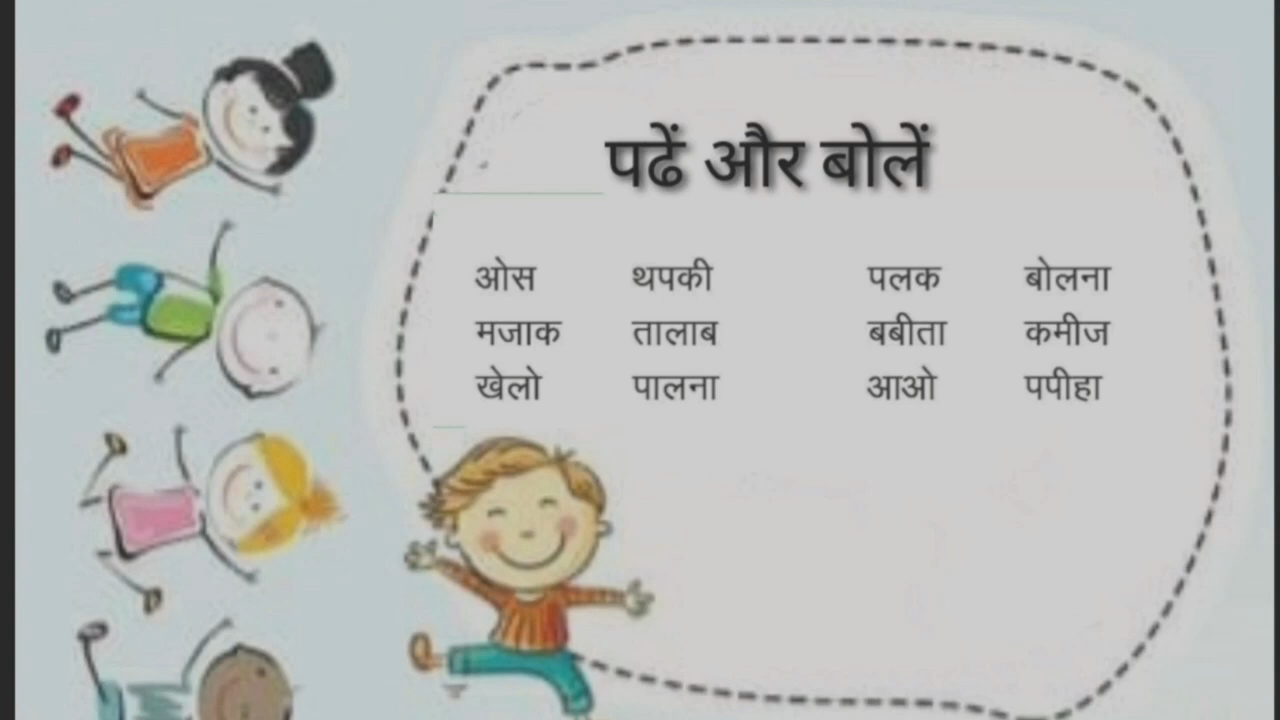 पढें और बोलें
ओस थपकी पलक बोलना
मजाक तालाब बबीता कमीज
खेलो पालना आओ पपीहा